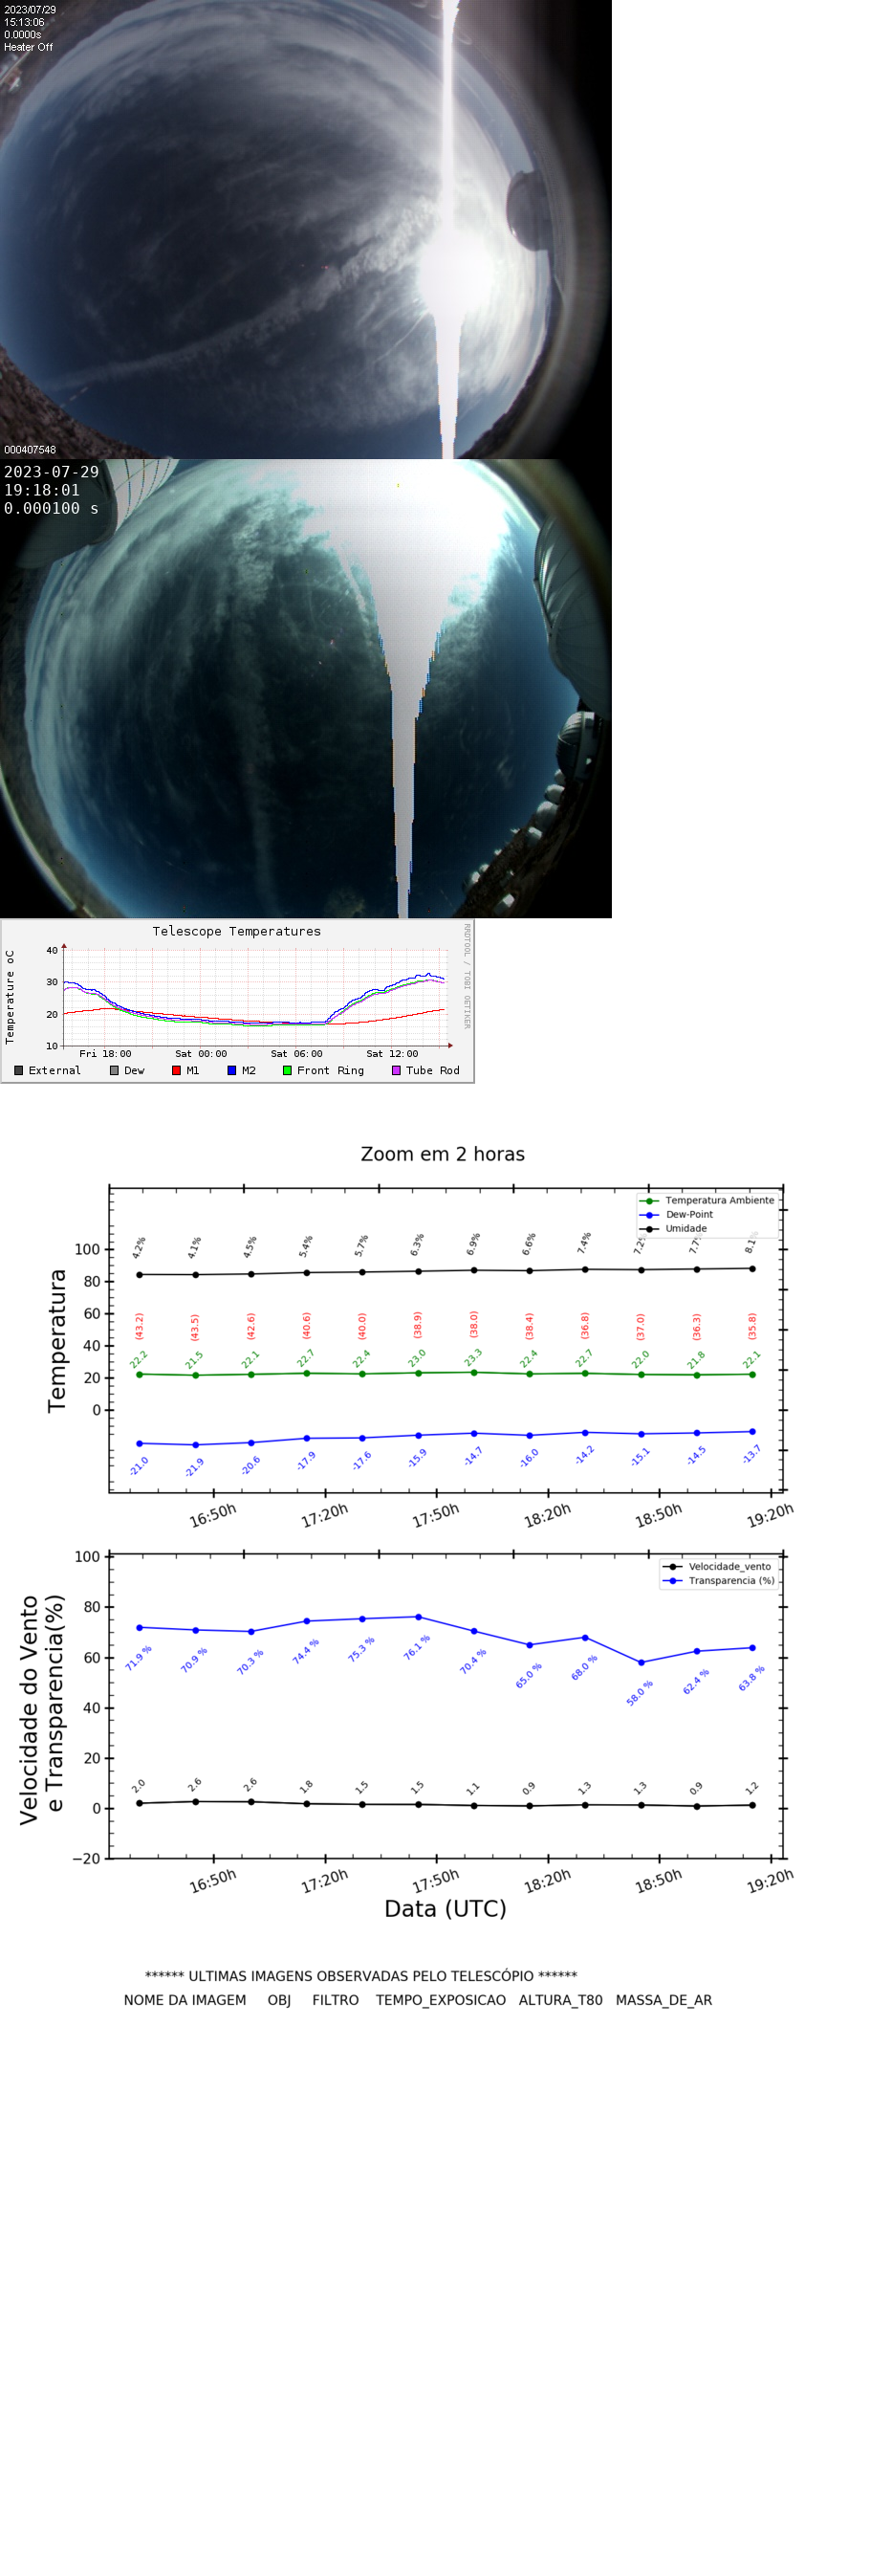 2023/07/29
15:13:06
0.0000s
Heater Off
000407548
2023-07-29
19:18:01
0.000100 s
Telescope Temperatures
RRDTOOL / TOBI OETIKER
Temperature oC
40
30
20
10
Fri 18:00 Sat 00:00 Sat 06:00 Sat 12:00
External Dew M1 M2 Front Ring Tube Rod
Zoom em 2 horas
Temperatura Ambiente
Dew-Point
Umidade
Temperatura
100
80
60
40
20
0
4.2% 4.1% 4.5% 5.4% 5.7% 6.3% 6.9% 6.6% 7.4% 7.2% 7.7% 8.1%
(43.2) (43.5) (42.6) (40.6) (40.0) (38.9) (38.0) (38.4) (36.8) (37.0) (36.3) (35.8)
22.2 21.5 22.1 22.7 22.4 23.0 23.3 22.4 22.7 22.0 21.8 22.1
-21.0 -21.9 -20.6 -17.9 -17.6 -15.9 -14.7 -16.0 -14.2 -15.1 -14.5 -13.7
16:50h 17:20h 17:50h 18:20h 18:50h 19:20h
Velocidade_vento
Transparencia (%)
Velocidade do Vento
e Transparencia(%)
100
80
60
40
20
0
−20
71.9 % 70.9 % 70.3 % 74.4 % 75.3 % 76.1 % 70.4 % 65.0 % 68.0 % 58.0 % 62.4 % 63.8 %
2.0 2.6 2.6 1.8 1.5 1.5 1.1 0.9 1.3 1.3 0.9 1.2
16:50h 17:20h 17:50h 18:20h 18:50h 19:20h
Data (UTC)
****** ULTIMAS IMAGENS OBSERVADAS PELO TELESCÓPIO ******
NOME DA IMAGEM OBJ FILTRO TEMPO_EXPOSICAO ALTURA_T80 MASSA_DE_AR